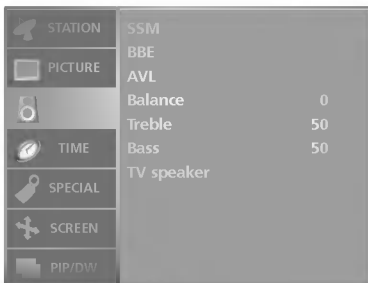 STATION
PICTURE
TIME
SPECIAL
SCREEN
PIP/DW
SSM
BBE
AVL
Balance 0
Treble 50
Bass 50
TV speaker